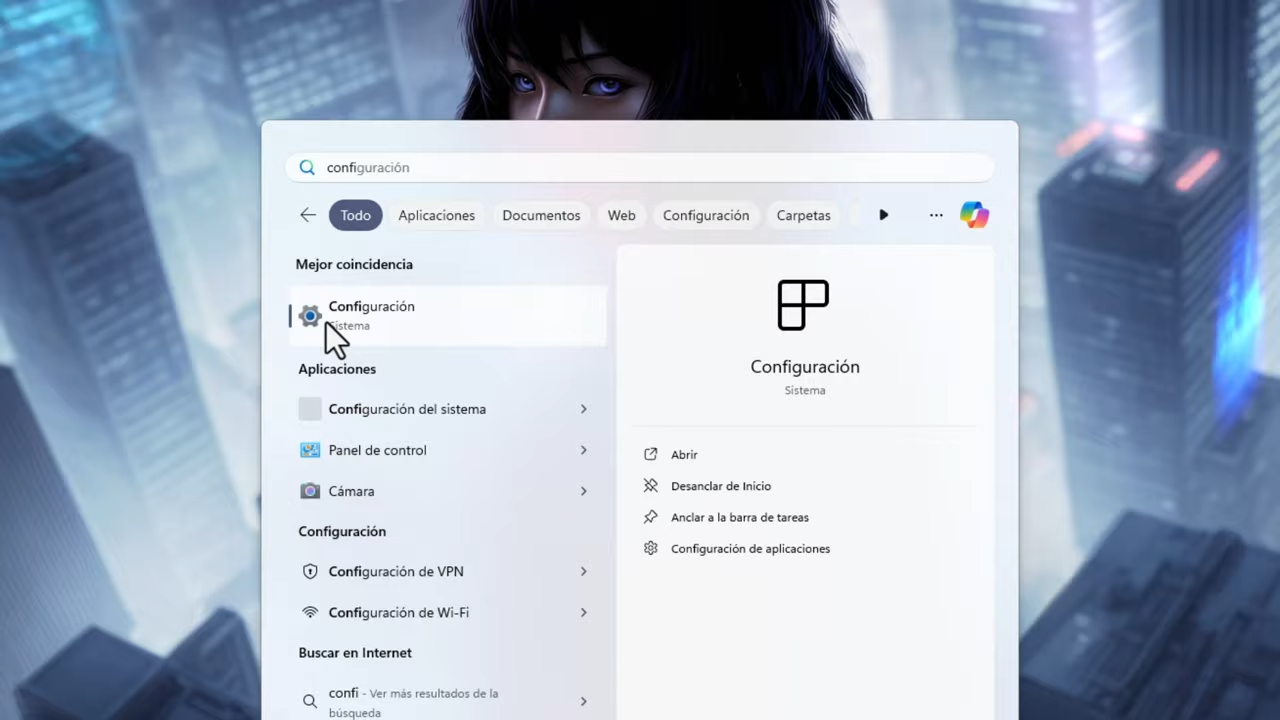 configuración
Todo Aplicaciones Documentos Web Configuración Carpetas
Mejor coincidencia
Configuración
Sistema
Aplicaciones
Configuración del sistema
Panel de control
Cámara
Configuración
Configuración de VPN
Configuración de Wi-Fi
Buscar en Internet
confi - Ver más resultados de la
búsqueda
Configuración
Sistema
Abrir
Desanclar de Inicio
Anclar a la barra de tareas
Configuración de aplicaciones